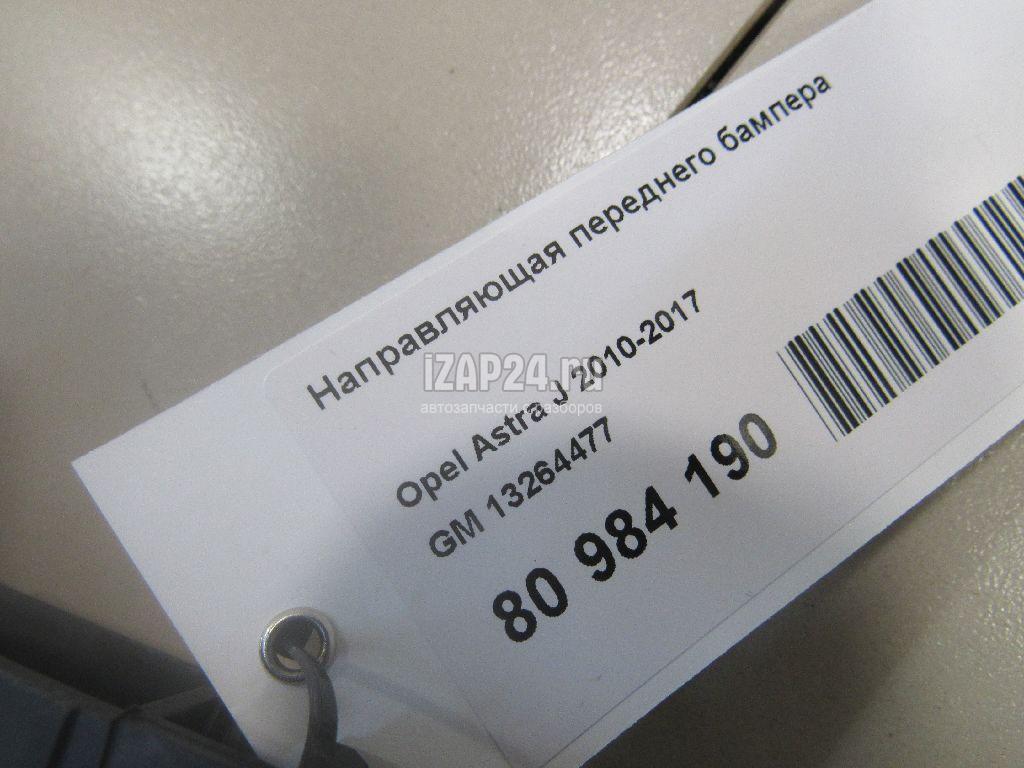 Направляющая переднего бампера
Opel Astra J 2010-2017
GM 13264477
80 984 190
iZAP24.ru
автозапчасти с разборов